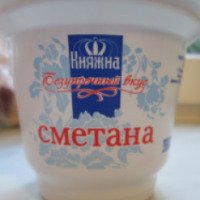 Княжна
Безупречный вкус
сметана